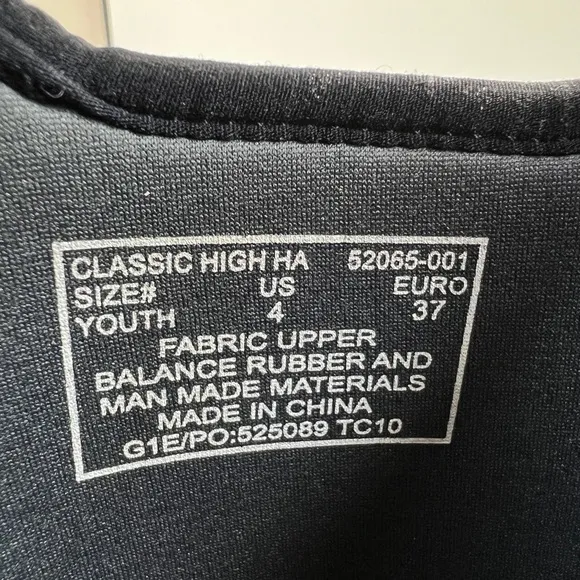 CLASSIC HIGH HA 52065-001
SIZE# US EURO
YOUTH 4 37
FABRIC UPPER
BALANCE RUBBER AND
MAN MADE MATERIALS
MADE IN CHINA
G1E/PO:525089 TC10